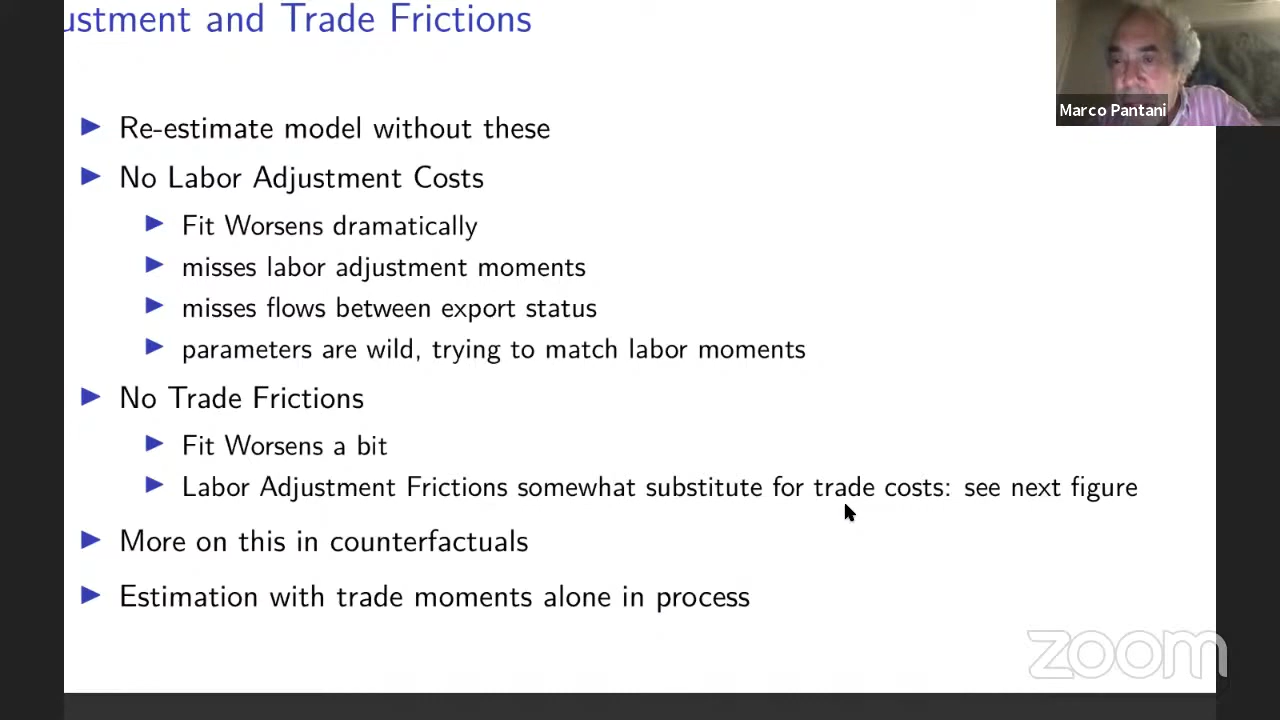 ustment and Trade Frictions
Marco Pantani
Re-estimate model without these
No Labor Adjustment Costs
Fit Worsens dramatically
misses labor adjustment moments
misses flows between export status
parameters are wild, trying to match labor moments
No Trade Frictions
Fit Worsens a bit
Labor Adjustment Frictions somewhat substitute for trade costs: see next figure
More on this in counterfactuals
Estimation with trade moments alone in process
zoom